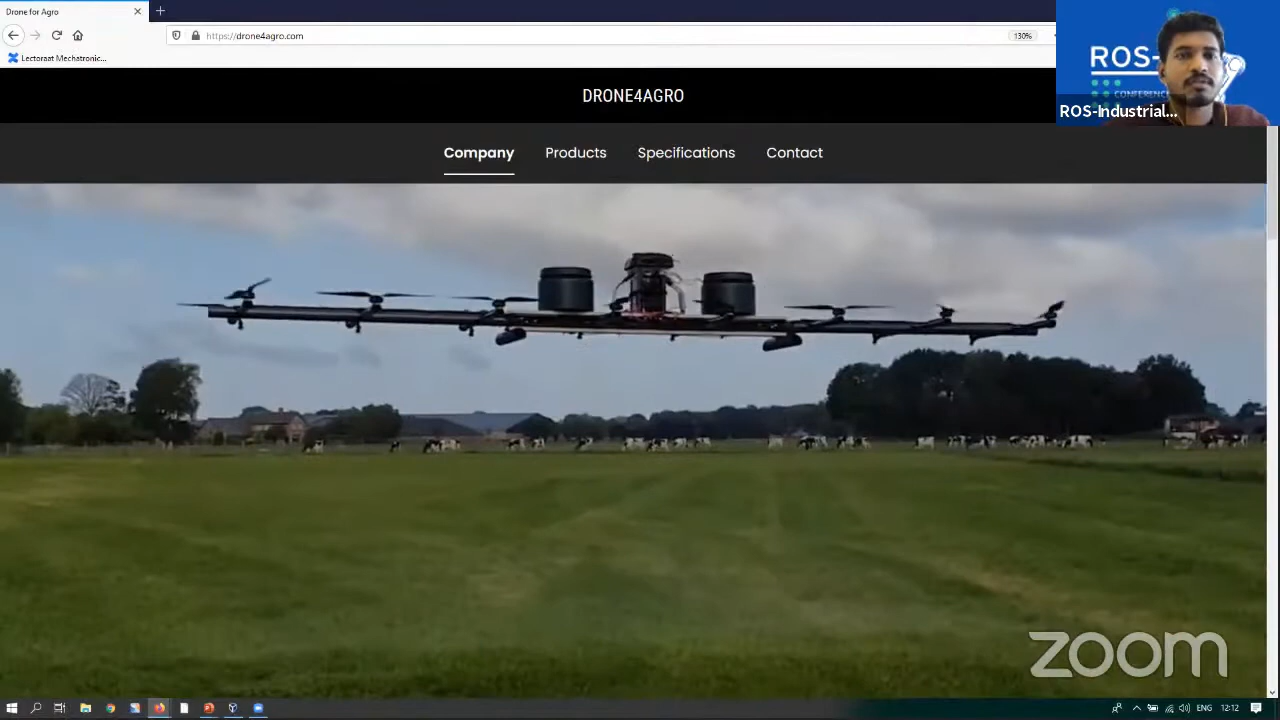 Drone for Agro
https://drone4agro.com
130%
Lectoraat Mechatronic...
DRONE4AGRO
Company Products Specifications Contact
ROS-
CONFERENCE
ROS-Industrial...
zoom
ENG 12:12